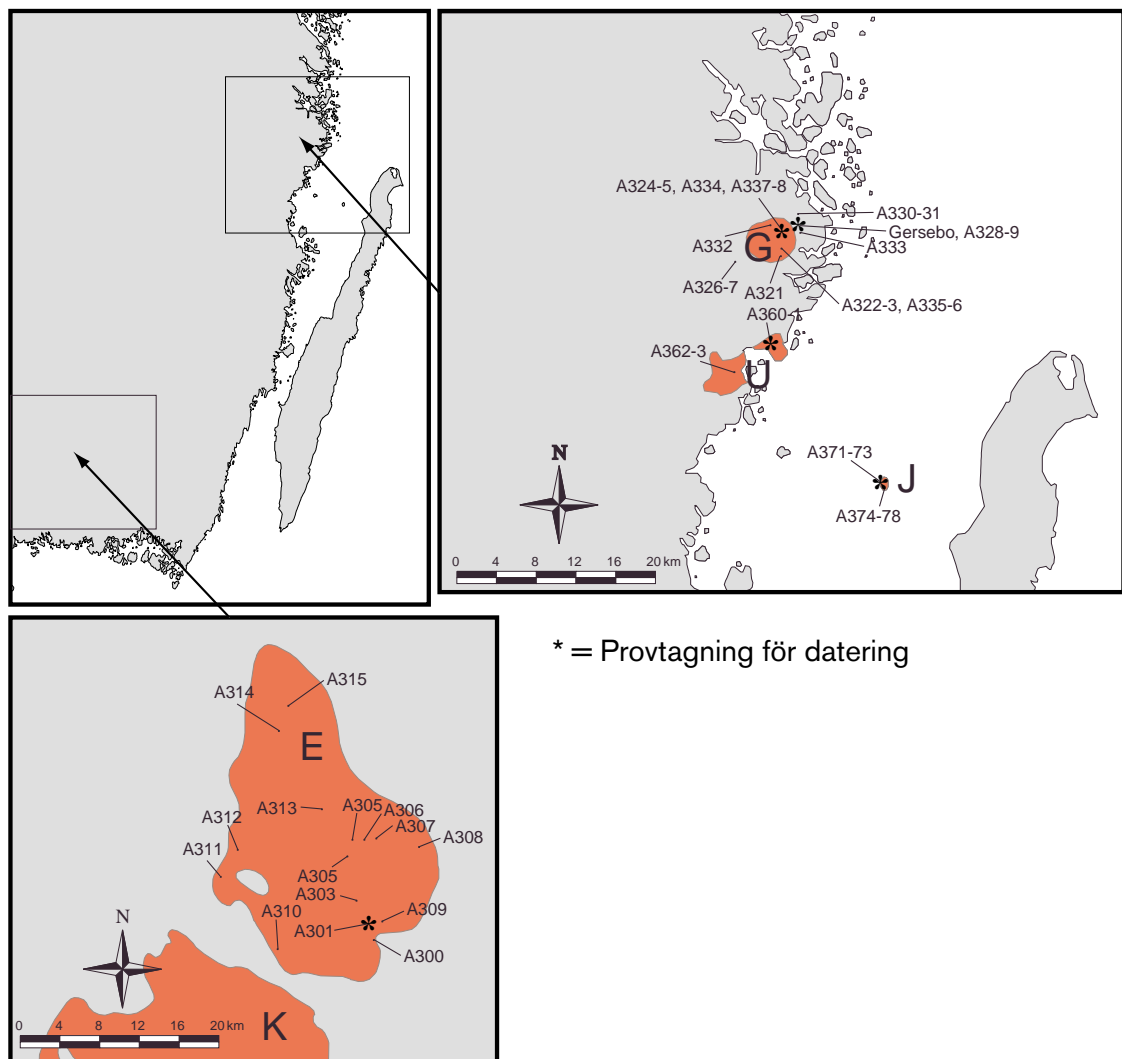 A324-5, A334, A337-8
A330-31
Gersebo, A328-9
A332
A333
G
A326-7
A321
A322-3, A335-6
A360-1
A362-3
U
A371-73
J
A374-78
N
0 4 8 12 16 20 km
* = Provtagning för datering
A315
A314
E
A313
A305
A306
A312
A307
A308
A311
A305
A303
A310
A309
A301
A300
N
K
0 4 8 12 16 20 km